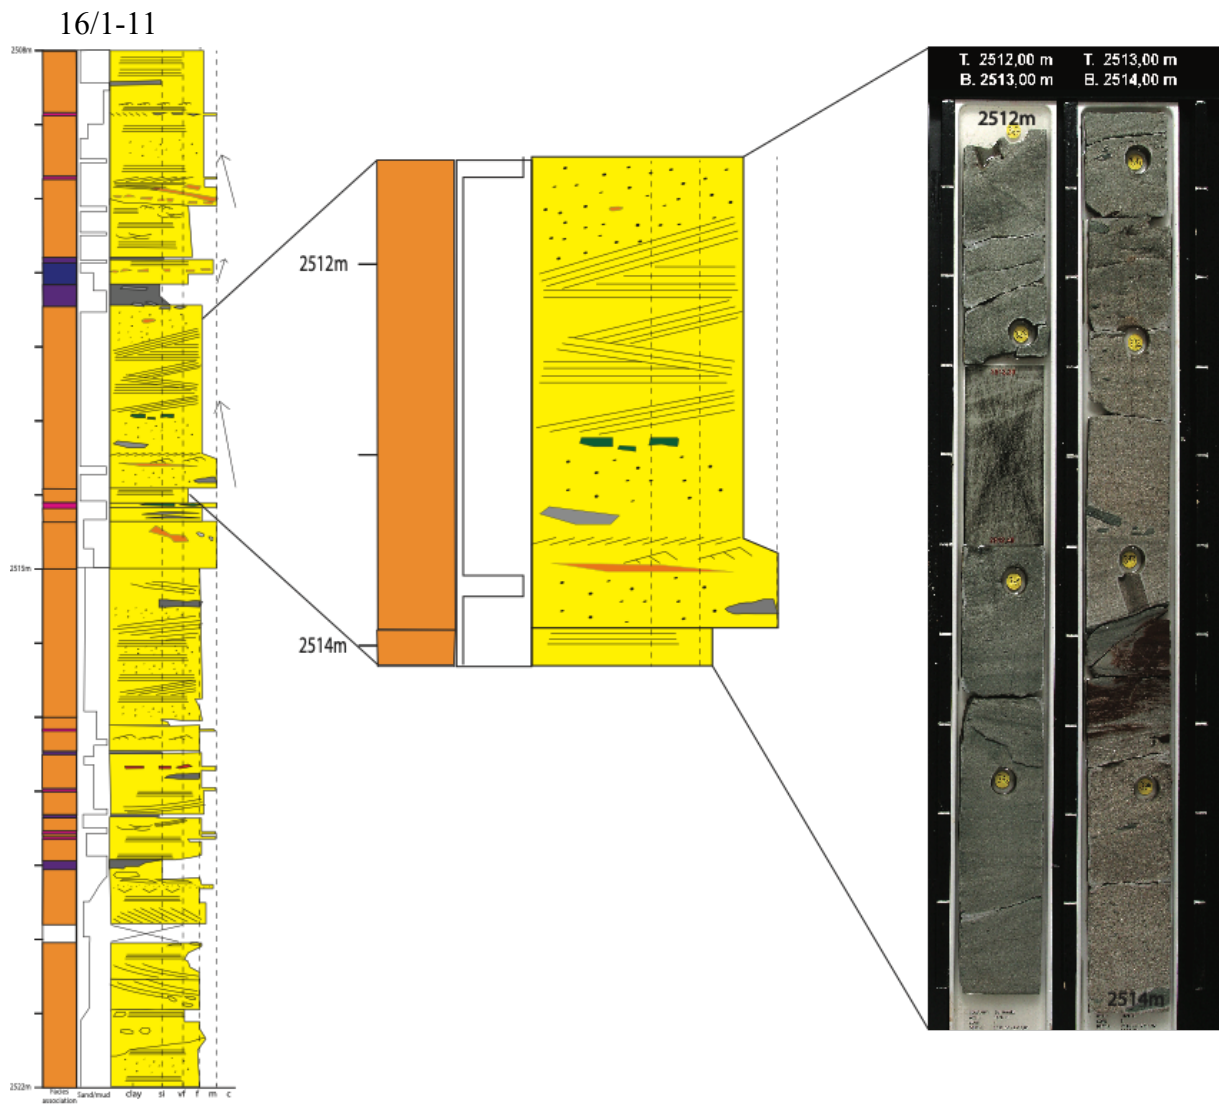 16/1-11
2508m
2515m
2522m
Facies
association
Sand/mud
clay si vf f m c
2512m
2514m
T. 2512,00 m
B. 2513,00 m
T. 2513,00 m
B. 2514,00 m
2512m
2514m